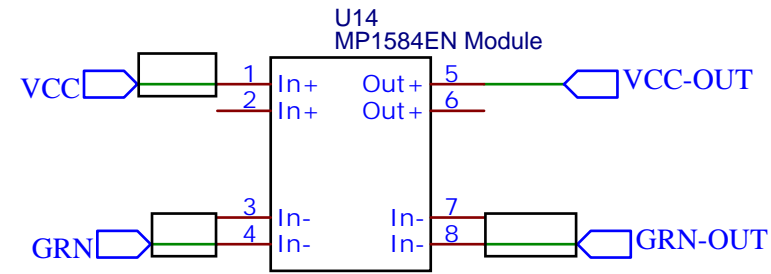 U14
MP1584EN Module
VCC
1
In+
Out+
5
VCC-OUT
2
In+
Out+
6
3
In-
In-
7
GRN
4
In-
In-
8
GRN-OUT